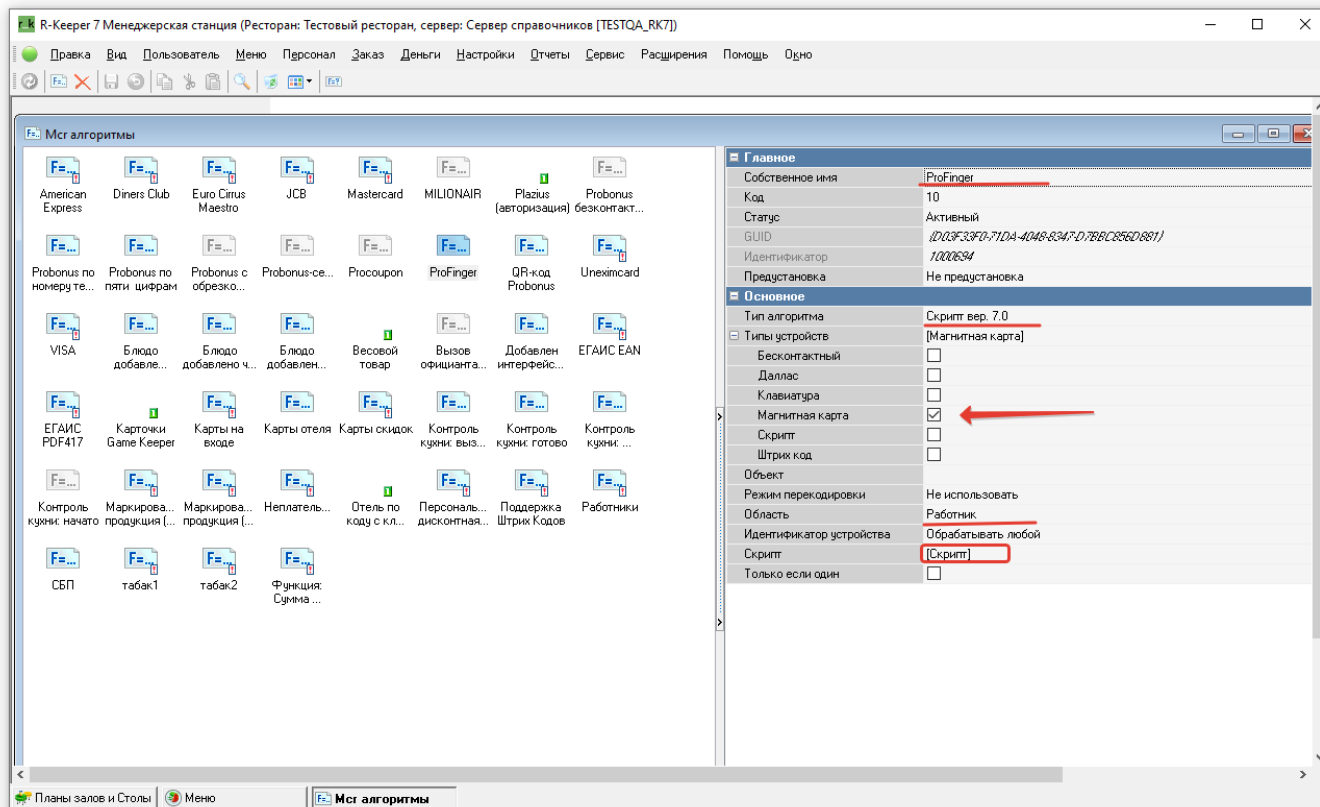 R-Keeper 7 Менеджерская станция (Ресторан: Тестовый ресторан, сервер: Сервер справочников [TESTQA_RK7])
Правка Вид Пользователь Меню Персонал Заказ Деньги Настройки Отчеты Сервис Расширения Помощь Окно
Mcr алгоритмы
American Express
Diners Club
Euro Cirrus Maestro
JCB
Mastercard
MILIONAIR
Plazius (авторизация)
Probonus безконтакт...
Probonus по номеру те...
Probonus по пяти цифрам
Probonus с обрезко...
Probonus-се...
Procoupon
ProFinger
QR-код Probonus
Uneximcard
VISA
Блюдо добавле...
Блюдо добавлено ч...
Блюдо добавлен...
Весовой товар
Вызов официанта...
Добавлен интерфейс...
ЕГАИС EAN
ЕГАИС PDF417
Карточки Game Keeper
Карты на входе
Карты отеля
Карты скидок
Контроль кухни: выз...
Контроль кухни: готово
Контроль кухни: ...
Контроль кухни: начато
Маркирова... продукция (...
Маркирова... продукция (...
Неплатель...
Отель по коду с кл...
Персональ... дисконтная...
Поддержка Штрих Кодов
Работники
СБП
табак1
табак2
Функция: Сумма ...
Главное
Собственное имя ProFinger
Код 10
Статус Активный
GUID {D03F33F0-71DA-4048-8347-D7BBC856D881}
Идентификатор 1000694
Предустановка Не предустановка
Основное
Тип алгоритма Скрипт вер. 7.0
Типы устройств [Магнитная карта]
Бесконтактный
Даллас
Клавиатура
Магнитная карта
Скрипт
Штрих код
Объект
Режим перекодировки Не использовать
Область Работник
Идентификатор устройства Обрабатывать любой
Скрипт [Скрипт]
Только если один
Планы залов и Столы Меню Mcr алгоритмы